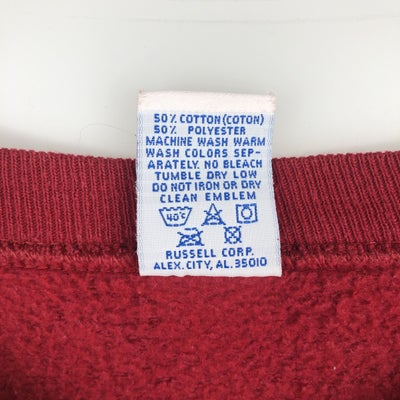 50% COTTON (COTON)
50% POLYESTER
MACHINE WASH WARM
WASH COLORS SEP-
ARATELY. NO BLEACH
TUMBLE DRY LOW
DO NOT IRON OR DRY
CLEAN EMBLEM
40°C
RUSSELL CORP.
ALEX. CITY, AL. 35010